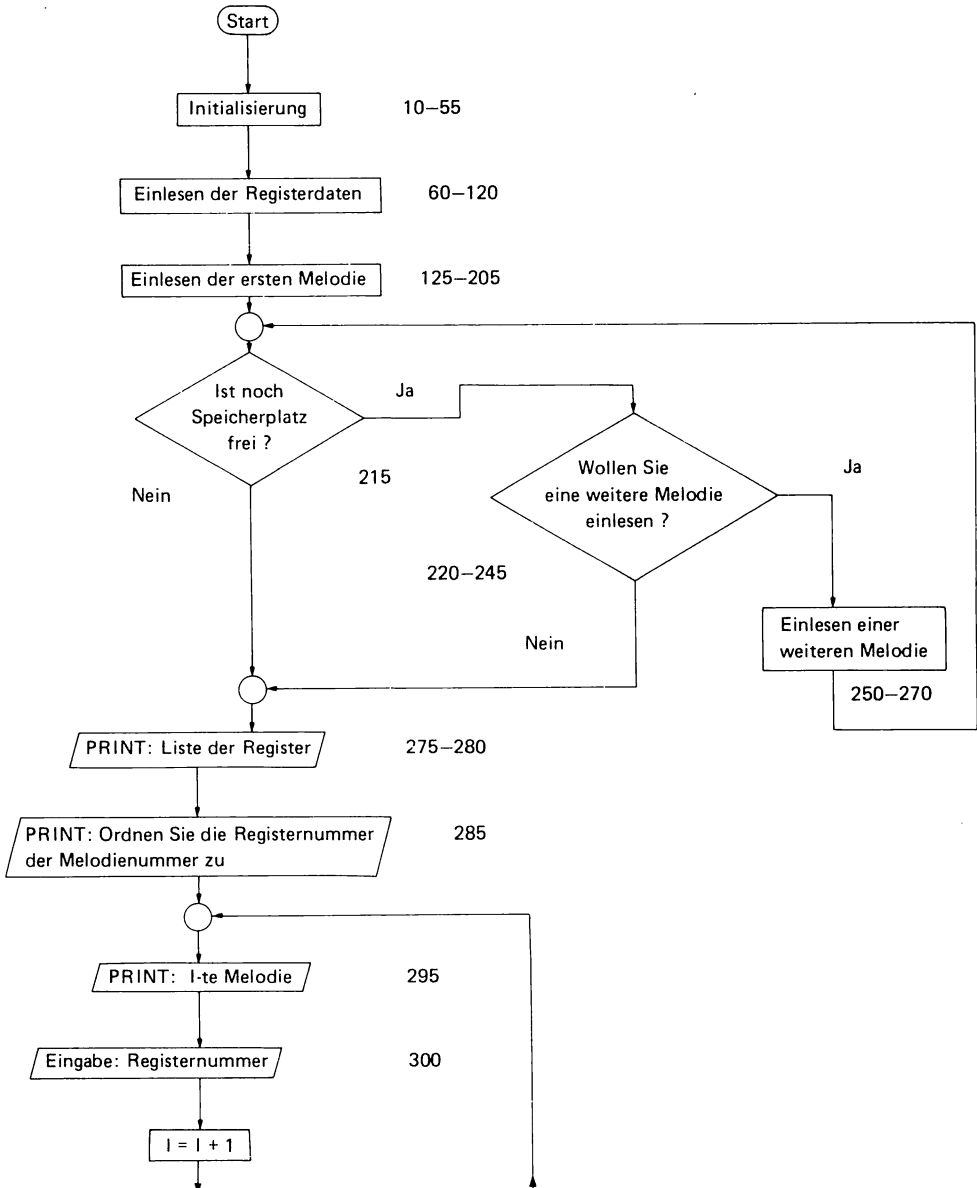 Start
Initialisierung
10–55
Einlesen der Registerdaten
60–120
Einlesen der ersten Melodie
125–205
Ist noch
Speicherplatz
frei ?
Ja
215
Nein
Wollen Sie
eine weitere Melodie
einlesen ?
Ja
220–245
Nein
Einlesen einer
weiteren Melodie
250–270
PRINT: Liste der Register
275–280
PRINT: Ordnen Sie die Registernummer
der Melodienummer zu
285
PRINT: I-te Melodie
295
Eingabe: Registernummer
300
I = I + 1